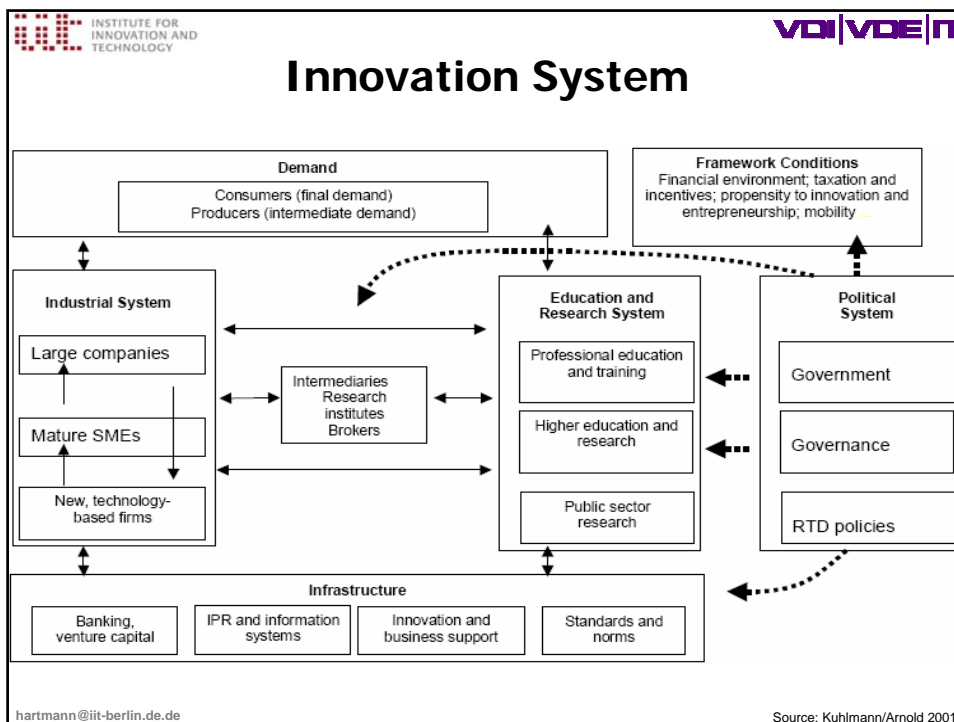 iit INSTITUTE FOR
INNOVATION AND
TECHNOLOGY
VDI|VDE|IT
Innovation System
Demand
Consumers (final demand)
Producers (intermediate demand)
Framework Conditions
Financial environment; taxation and
incentives; propensity to innovation and
entrepreneurship; mobility ...
Industrial System
Large companies
Mature SMEs
New, technology-
based firms
Intermediaries
Research
institutes
Brokers
Education and
Research System
Professional education
and training
Higher education and
research
Public sector
research
Political
System
Government
Governance
RTD policies
Infrastructure
Banking,
venture capital
IPR and information
systems
Innovation and
business support
Standards and
norms
hartmann@iit-berlin.de.de
Source: Kuhlmann/Arnold 2001